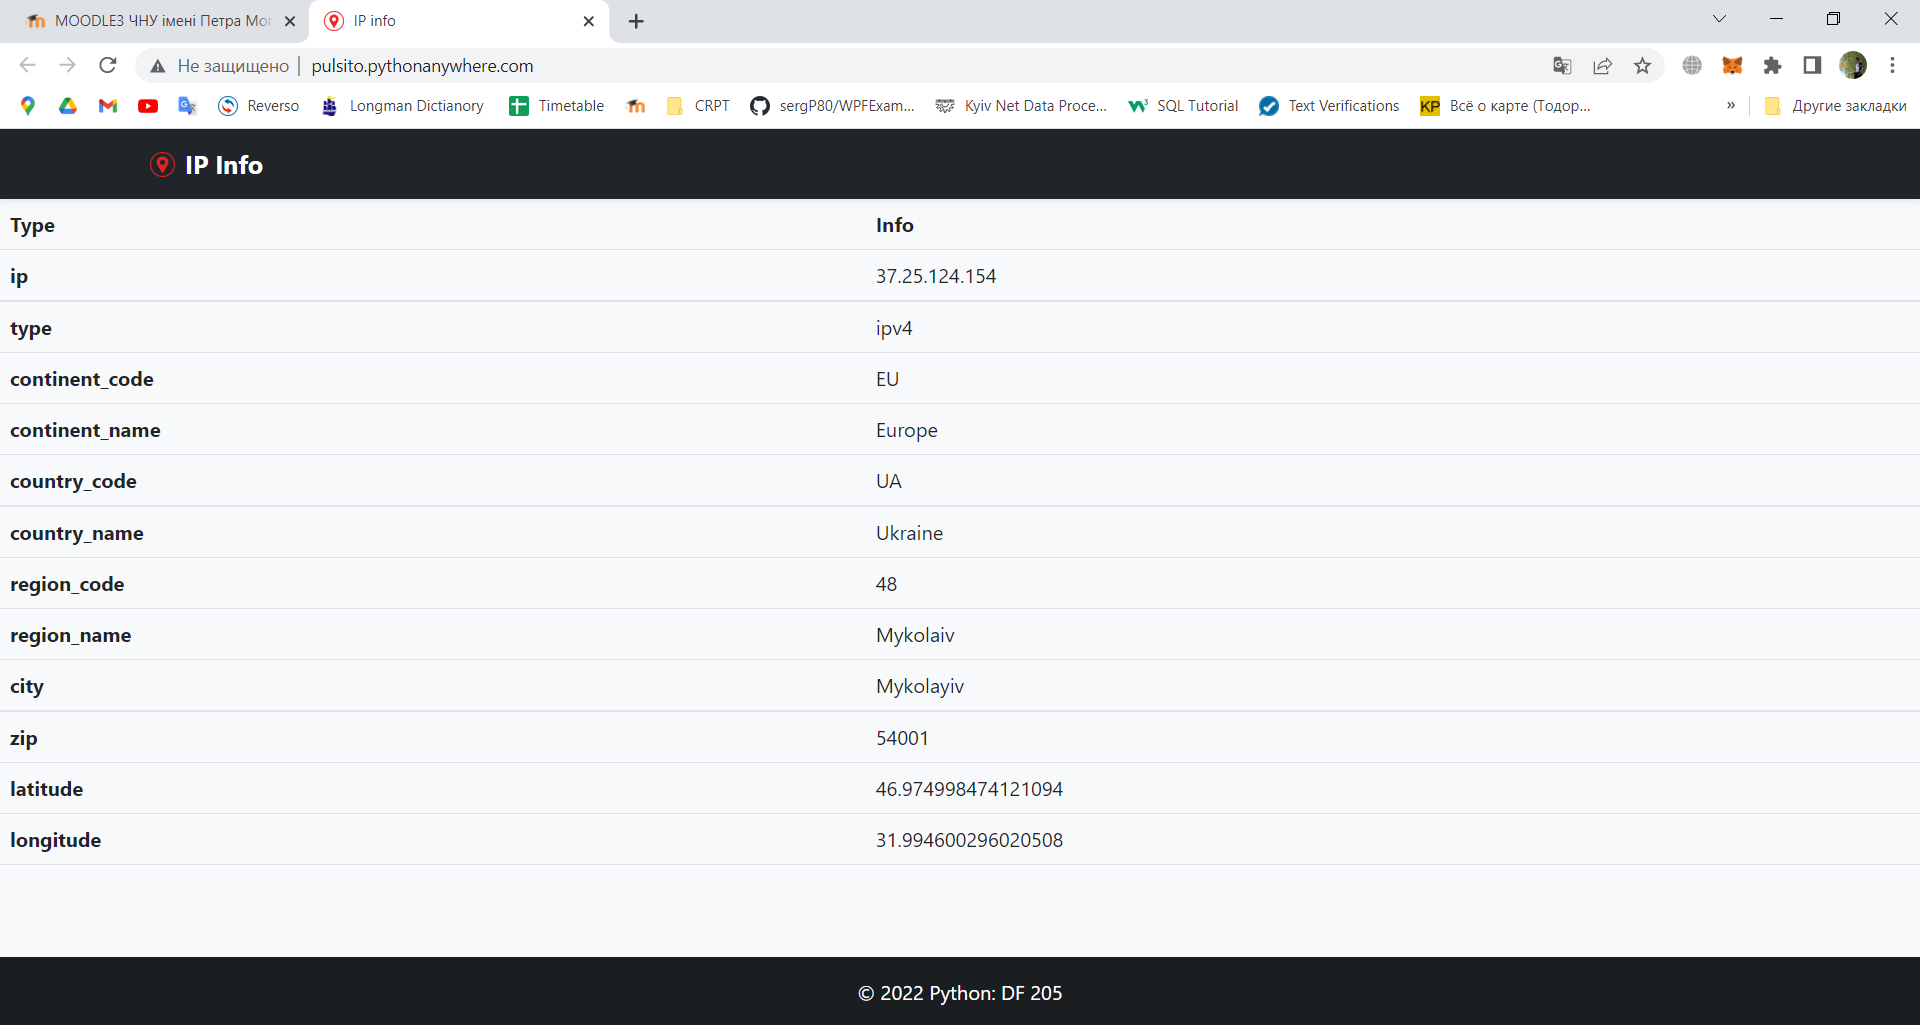 MOODLE3 ЧНУ імені Петра Мог
IP info
Не защищено
pulsito.pythonanywhere.com
Reverso
Longman Dictianory
Timetable
CRPT
sergP80/WPFExam...
Kyiv Net Data Proce...
SQL Tutorial
Text Verifications
KP
Всё о карте (Тодор...
»
Другие закладки
IP Info
Type Info
ip 37.25.124.154
type ipv4
continent_code EU
continent_name Europe
country_code UA
country_name Ukraine
region_code 48
region_name Mykolaiv
city Mykolayiv
zip 54001
latitude 46.974998474121094
longitude 31.994600296020508
© 2022 Python: DF 205